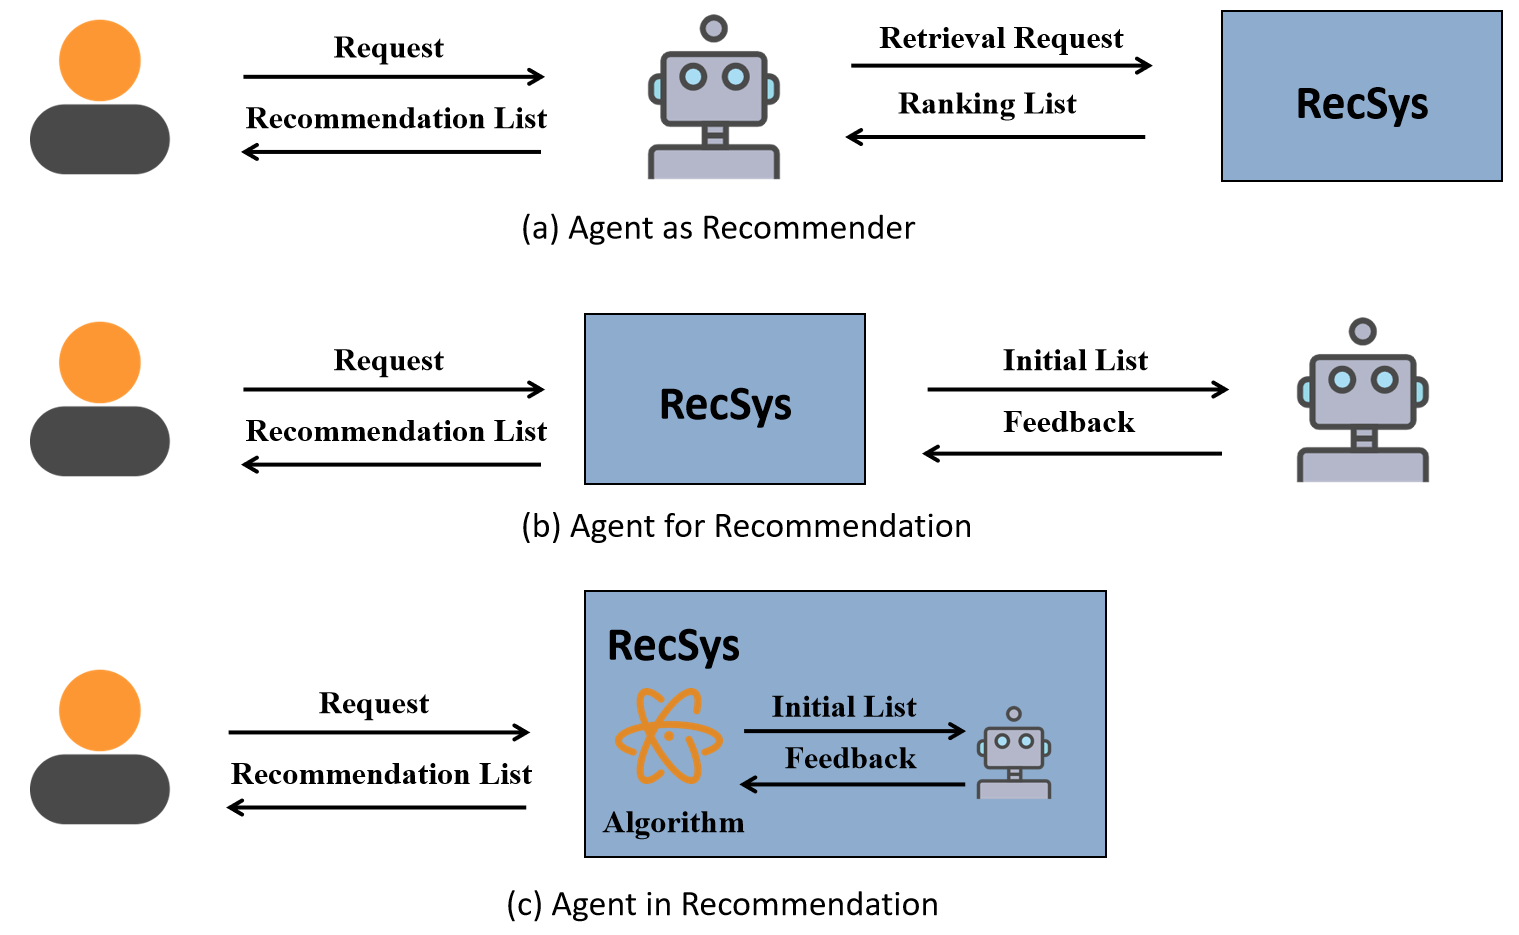 Request
Recommendation List
Retrieval Request
Ranking List
RecSys
(a) Agent as Recommender
Request
Recommendation List
RecSys
Initial List
Feedback
(b) Agent for Recommendation
Request
Recommendation List
RecSys
Initial List
Feedback
Algorithm
(c) Agent in Recommendation